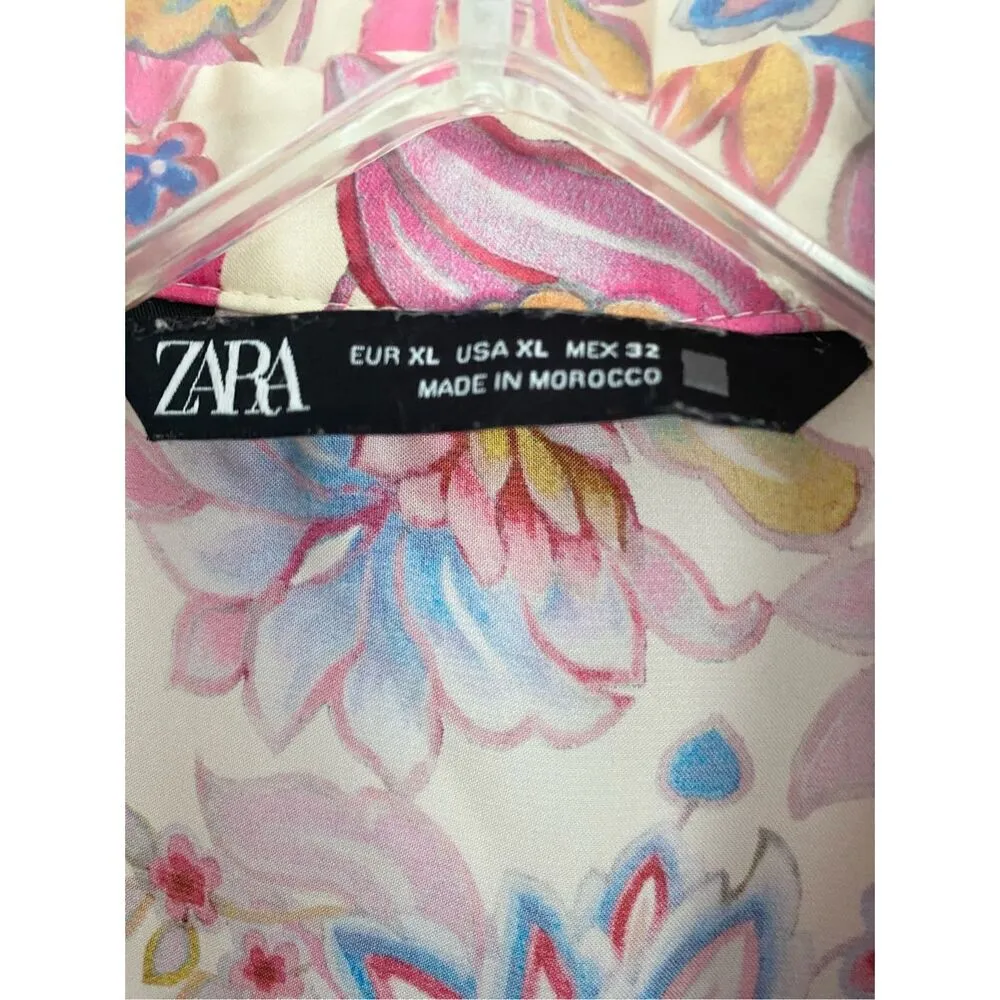 ZARA
EUR XL USA XL MEX 32
MADE IN MOROCCO